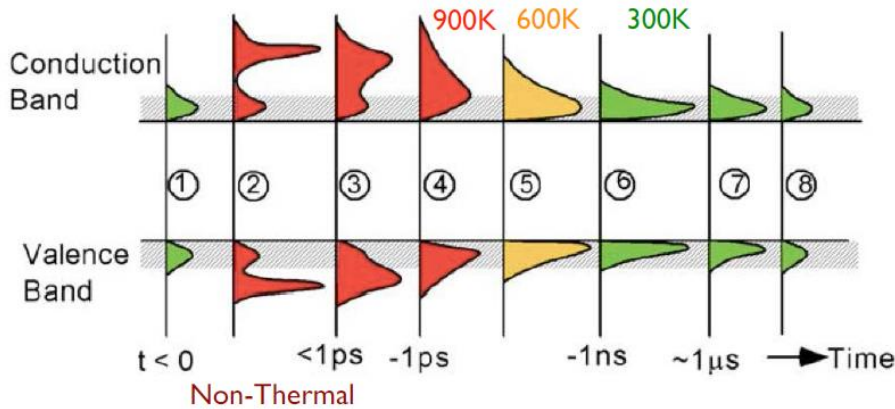 900K 600K 300K
Conduction
Band
① ② ③ ④ ⑤ ⑥ ⑦ ⑧
Valence
Band
t < 0 <1ps -1ps -1ns ~1μs Time
Non-Thermal